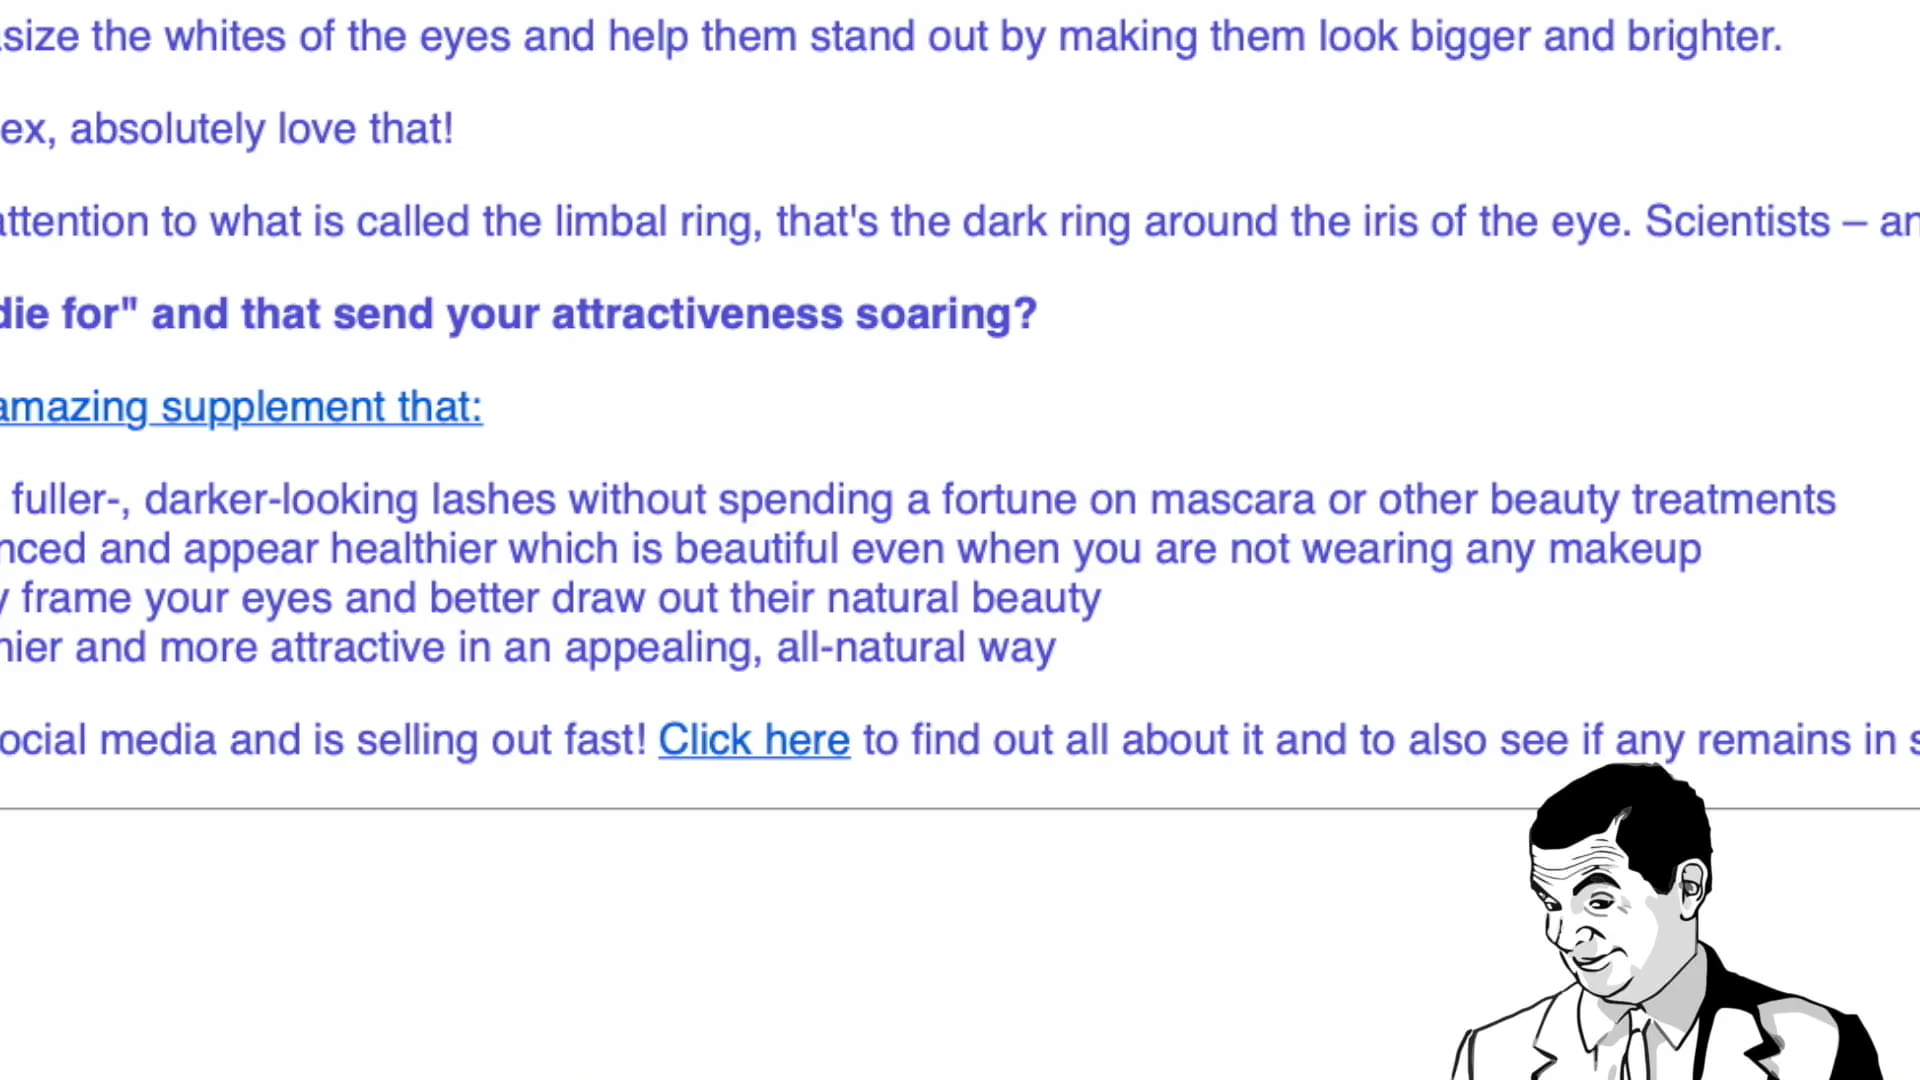 size the whites of the eyes and help them stand out by making them look bigger and brighter.
ex, absolutely love that!
attention to what is called the limbal ring, that's the dark ring around the iris of the eye. Scientists – an
die for" and that send your attractiveness soaring?
amazing supplement that:
fuller-, darker-looking lashes without spending a fortune on mascara or other beauty treatments
nced and appear healthier which is beautiful even when you are not wearing any makeup
y frame your eyes and better draw out their natural beauty
hier and more attractive in an appealing, all-natural way
ocial media and is selling out fast! Click here to find out all about it and to also see if any remains in s